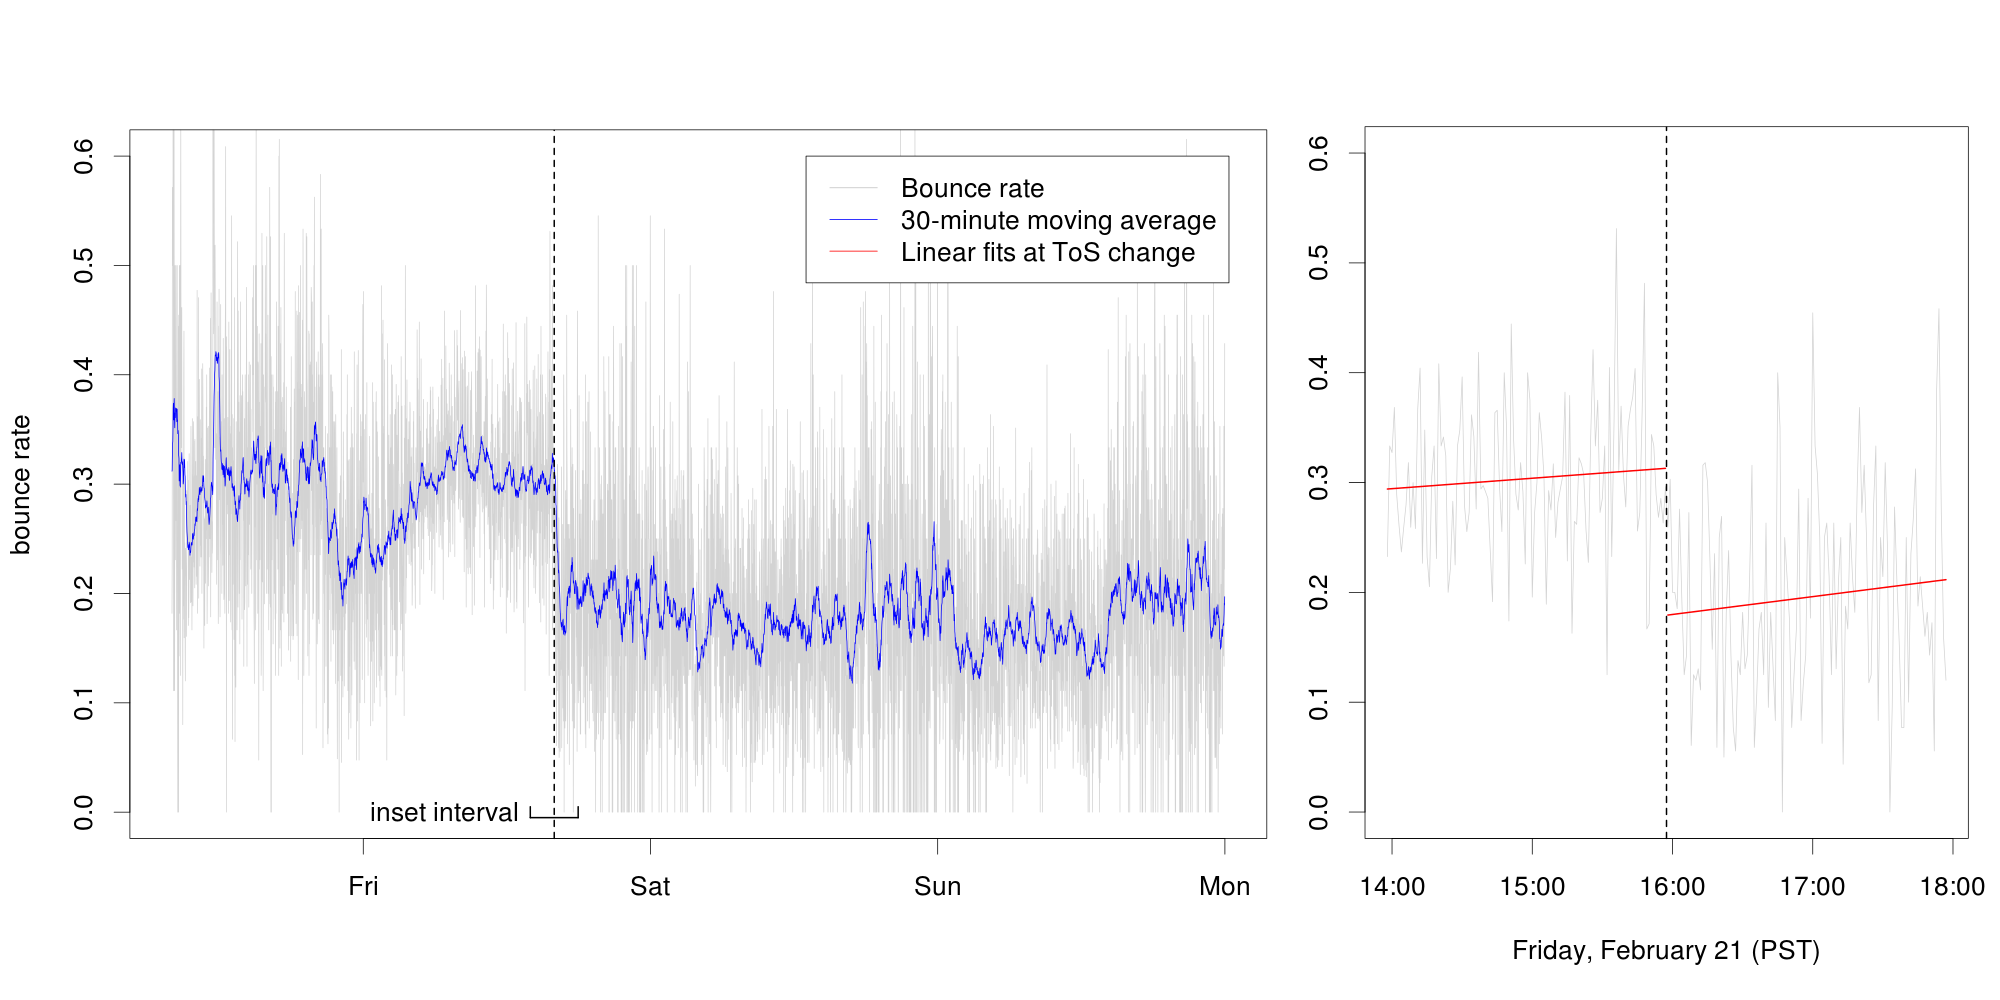 bounce rate
0.6
0.5
0.4
0.3
0.2
0.1
0.0
Bounce rate
30-minute moving average
Linear fits at ToS change
inset interval
Fri
Sat
Sun
Mon
0.6
0.5
0.4
0.3
0.2
0.1
0.0
14:00
15:00
16:00
17:00
18:00
Friday, February 21 (PST)